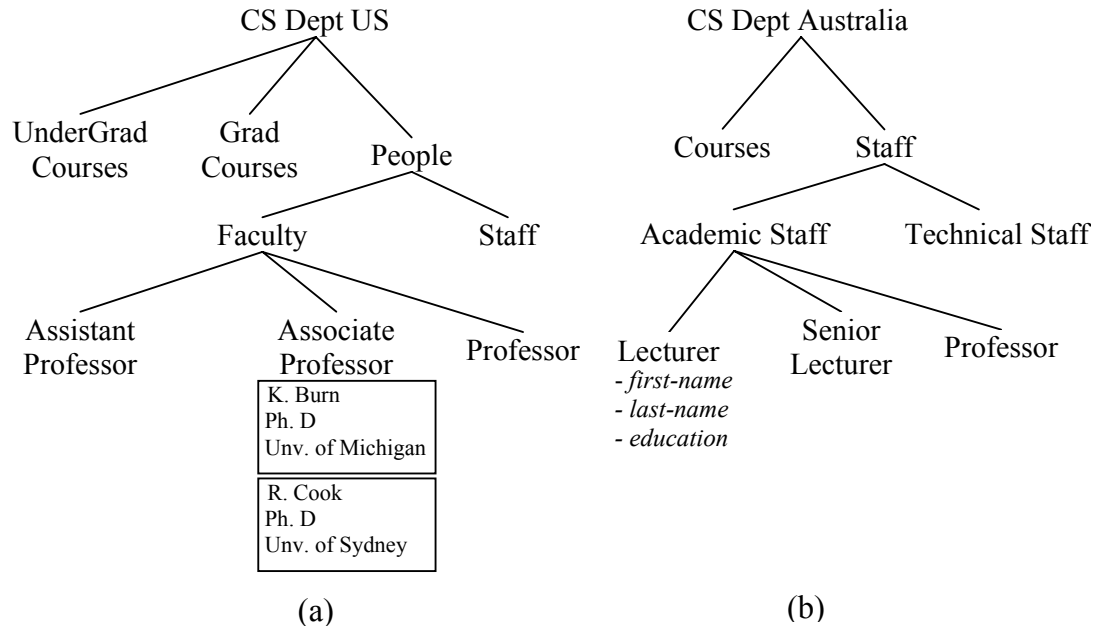 CS Dept US
UnderGrad
Courses
Grad
Courses
People
Faculty
Staff
Assistant
Professor
Associate
Professor
Professor
K. Burn
Ph. D
Unv. of Michigan
R. Cook
Ph. D
Unv. of Sydney
(a)
CS Dept Australia
Courses
Staff
Academic Staff
Technical Staff
Lecturer
- first-name
- last-name
- education
Senior
Lecturer
Professor
(b)